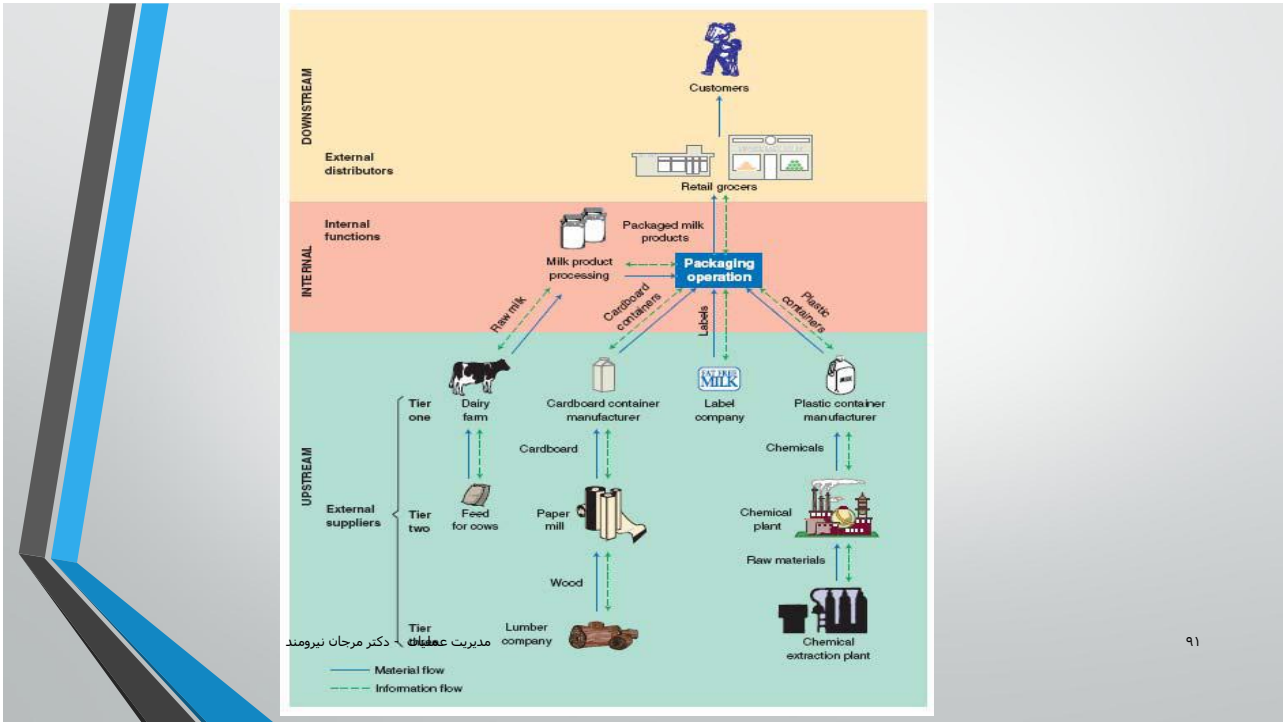 Customers
DOWNSTREAM
External
distributors
Retail grocers
Internal
functions
INTERNAL
Packaged milk
products
Milk product
processing
Packaging
operation
Raw milk
Cardboard
containers
Labels
Plastic
containers
UPSTREAM
External
suppliers
Tier
one
Dairy
farm
Cardboard container
manufacturer
FAT FREE
MILK
Label
company
Plastic container
manufacturer
Cardboard
Chemicals
Tier
two
Feed
for cows
Paper
mill
Chemical
plant
Wood
Raw materials
Tier
Lumber
company
Chemical
extraction plant
مدیریت عملیات - دکتر مرجان نیرومند
۹۱
Material flow
Information flow